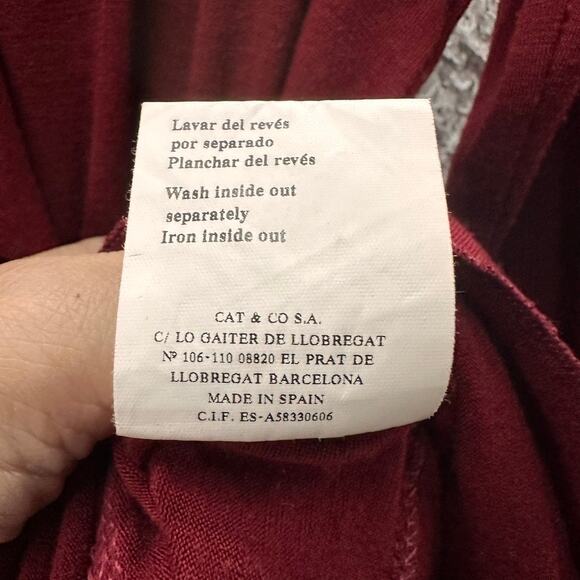 Lavar del revés
por separado
Planchar del revés
Wash inside out
separately
Iron inside out
CAT & CO S.A.
C/ LO GAITER DE LLOBREGAT
Nº 106-110 08820 EL PRAT DE
LLOBREGAT BARCELONA
MADE IN SPAIN
C.I.F. ES-A58330606